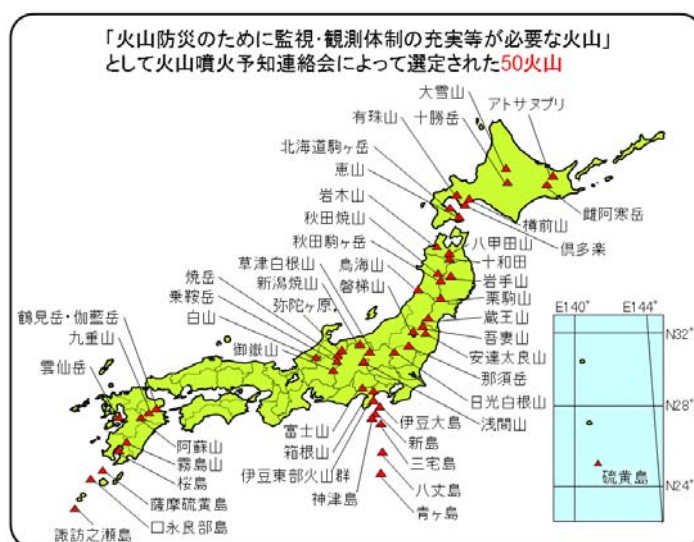 「火山防災のために監視・観測体制の充実等が必要な火山」
として火山噴火予知連絡会によって選定された50火山
大雪山
アトサヌプリ
有珠山
十勝岳
北海道駒ヶ岳
恵山
岩木山
雌阿寒岳
樽前山
秋田焼山
倶多楽
秋田駒ヶ岳
八甲田山
草津白根山
鳥海山
十和田
焼岳
新潟焼山
磐梯山
岩手山
乗鞍岳
弥陀ヶ原
栗駒山
白山
蔵王山
鶴見岳・伽藍岳
御嶽山
吾妻山
九重山
安達太良山
雲仙岳
那須岳
日光白根山
富士山
伊豆大島
浅間山
阿蘇山
箱根山
新島
霧島山
伊豆東部火山群
三宅島
桜島
神津島
八丈島
薩摩硫黄島
青ヶ島
口永良部島
諏訪之瀬島
E140°
E144°
N32°
N28°
硫黄島
N24°